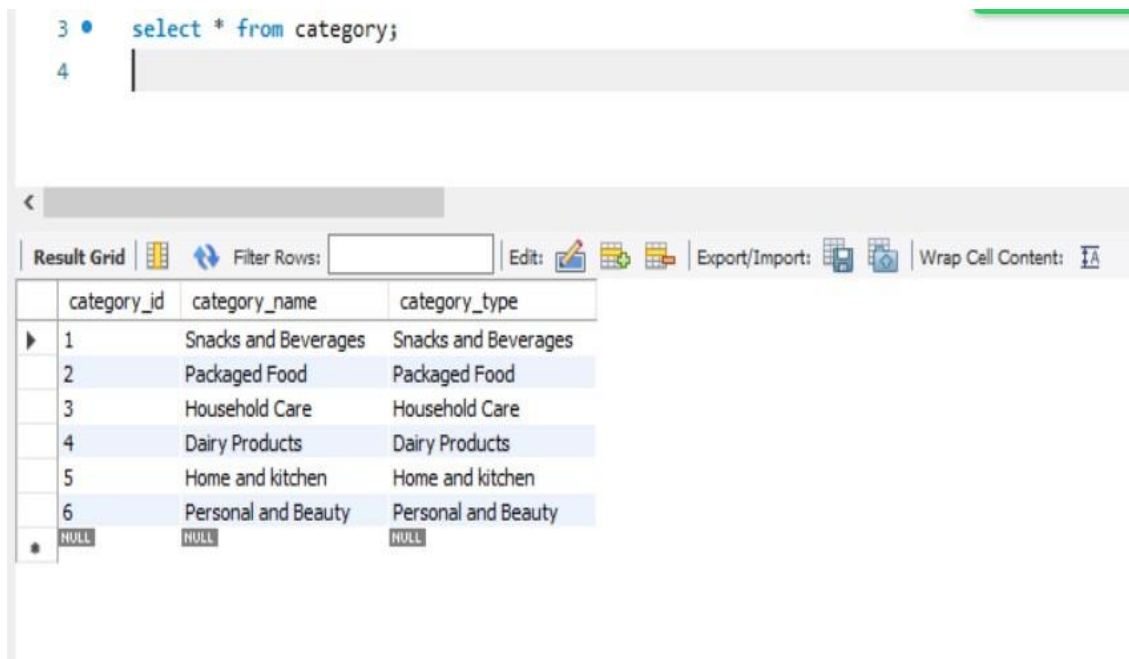 3 select * from category;
4
Result Grid Filter Rows: Edit: Export/Import: Wrap Cell Content: IA
category_id category_name category_type
1 Snacks and Beverages Snacks and Beverages
2 Packaged Food Packaged Food
3 Household Care Household Care
4 Dairy Products Dairy Products
5 Home and kitchen Home and kitchen
6 Personal and Beauty Personal and Beauty
NULL NULL NULL